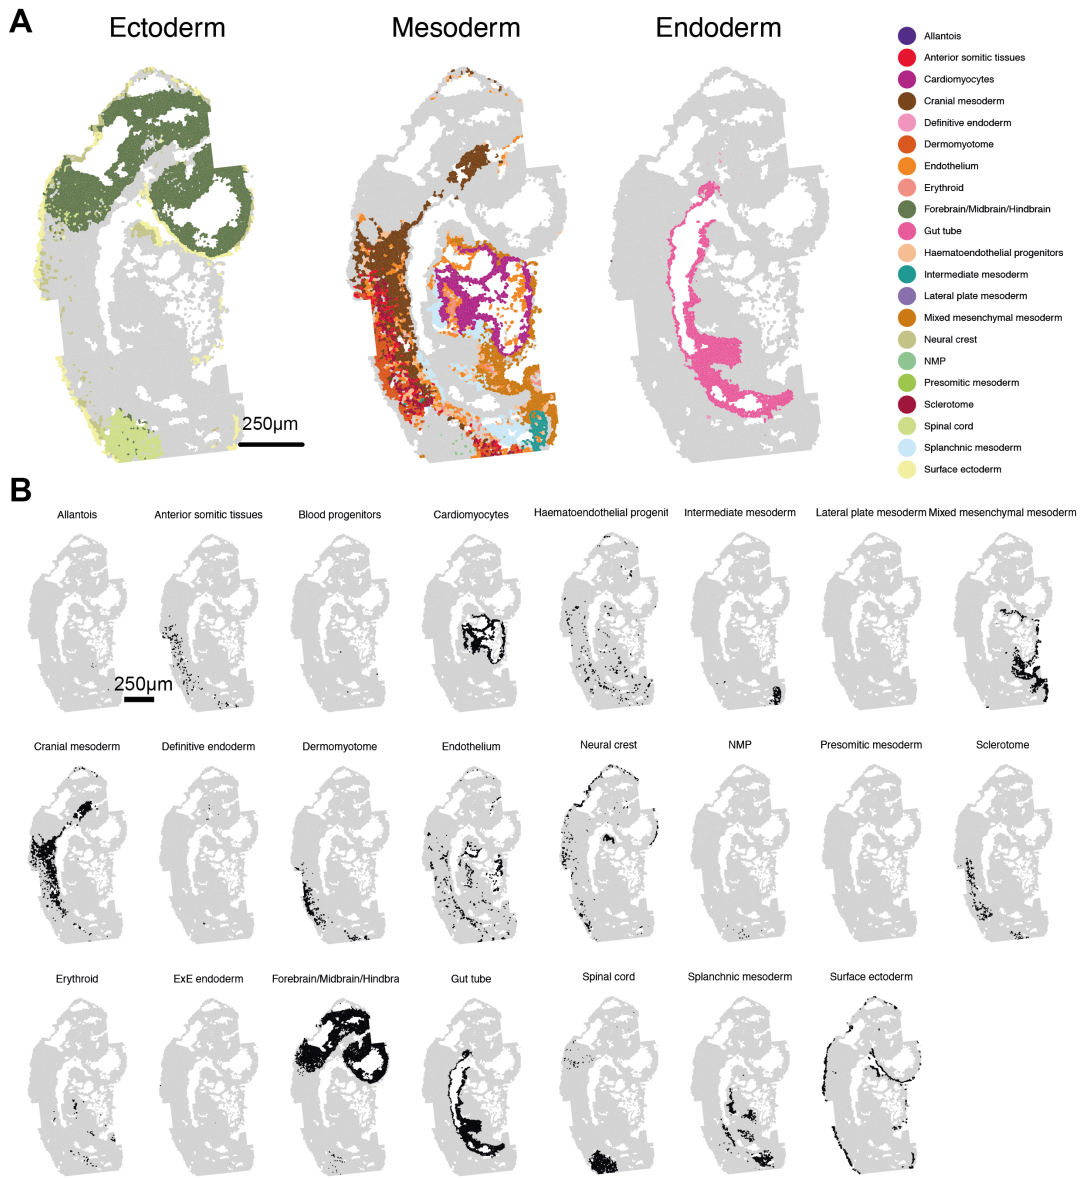 A
Ectoderm
Mesoderm
Endoderm
Allantois
Anterior somitic tissues
Cardiomyocytes
Cranial mesoderm
Definitive endoderm
Dermomyotome
Endothelium
Erythroid
Forebrain/Midbrain/Hindbrain
Gut tube
Haematoendothelial progenitors
Intermediate mesoderm
Lateral plate mesoderm
Mixed mesenchymal mesoderm
Neural crest
NMP
Presomitic mesoderm
Sclerotome
Spinal cord
Splanchnic mesoderm
Surface ectoderm
250µm
B
Allantois
Anterior somitic tissues
Blood progenitors
Cardiomyocytes
Haematoendothelial progenit
Intermediate mesoderm
Lateral plate mesoderm
Mixed mesenchymal mesoderm
250µm
Cranial mesoderm
Definitive endoderm
Dermomyotome
Endothelium
Neural crest
NMP
Presomitic mesoderm
Sclerotome
Erythroid
ExE endoderm
Forebrain/Midbrain/Hindbra
Gut tube
Spinal cord
Splanchnic mesoderm
Surface ectoderm